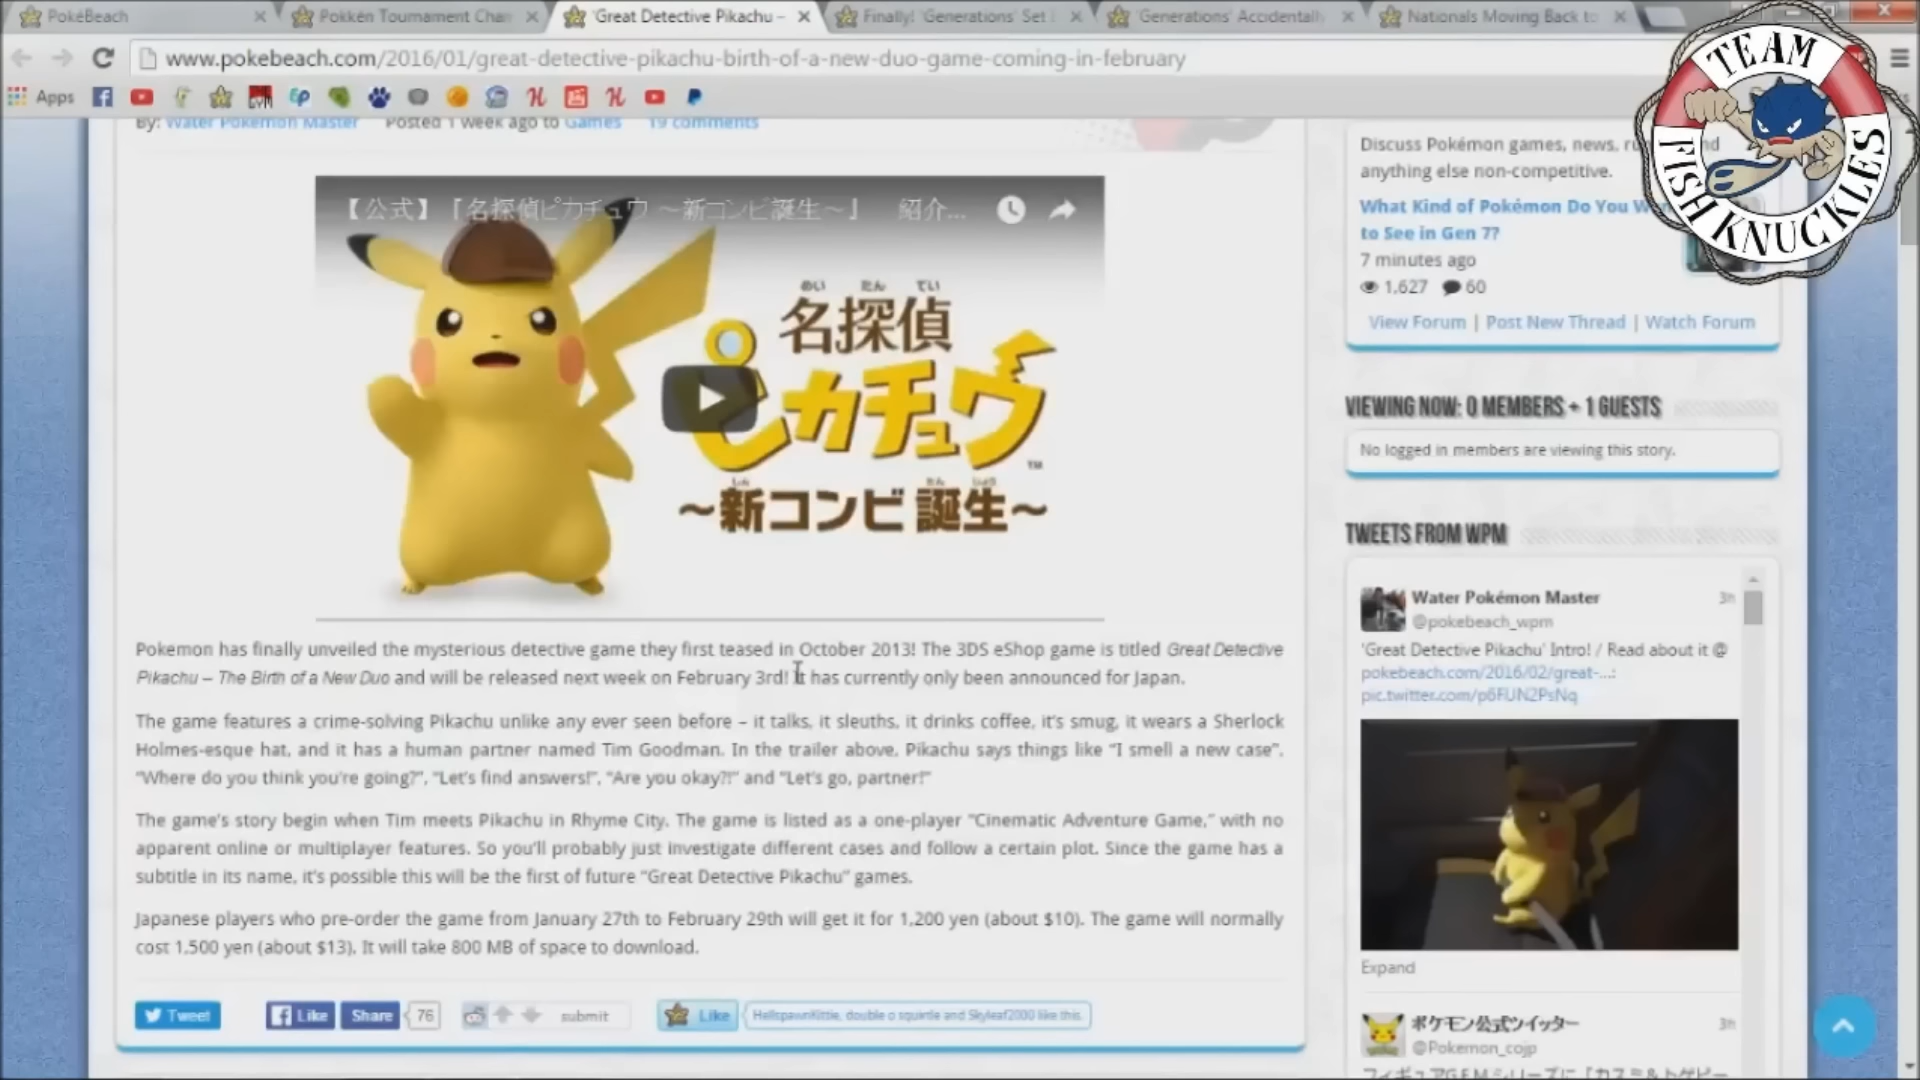 PokéBeach
Pokkén Tournament Char
'Great Detective Pikachu –
Finally! 'Generations' Set
'Generations' Accidentally
Nationals Moving Back to
www.pokebeach.com/2016/01/great-detective-pikachu-birth-of-a-new-duo-game-coming-in-february
Apps
TEAM
FISH KNUCKLES
By: Water Pokemon Master Posted 1 week ago to Games 19 comments
【公式】『名探偵ピカチュウ ～新コンビ誕生～』 紹介...
めい たん てい
名探偵
ピカチュウ
TM
しん たん じょう
～新コンビ誕生～
Pokemon has finally unveiled the mysterious detective game they first teased in October 2013! The 3DS eShop game is titled Great Detective
Pikachu – The Birth of a New Duo and will be released next week on February 3rd! It has currently only been announced for Japan.
The game features a crime-solving Pikachu unlike any ever seen before – it talks, it sleuths, it drinks coffee, it's smug, it wears a Sherlock
Holmes-esque hat, and it has a human partner named Tim Goodman. In the trailer above, Pikachu says things like “I smell a new case”,
“Where do you think you're going?”, “Let's find answers!”, “Are you okay?!” and “Let's go, partner!”
The game's story begin when Tim meets Pikachu in Rhyme City. The game is listed as a one-player “Cinematic Adventure Game,” with no
apparent online or multiplayer features. So you'll probably just investigate different cases and follow a certain plot. Since the game has a
subtitle in its name, it's possible this will be the first of future “Great Detective Pikachu” games.
Japanese players who pre-order the game from January 27th to February 29th will get it for 1,200 yen (about $10). The game will normally
cost 1,500 yen (about $13). It will take 800 MB of space to download.
Tweet
Like Share 76
submit
Like
HellspawnKittie, double o squirtle and Skyleaf2000 like this.
Discuss Pokémon games, news, nd
anything else non-competitive.
What Kind of Pokémon Do You W
to See in Gen 7?
7 minutes ago
1,627 60
View Forum | Post New Thread | Watch Forum
VIEWING NOW: 0 MEMBERS + 1 GUESTS
No logged in members are viewing this story.
TWEETS FROM WPM
Water Pokémon Master 3h
@pokebeach_wpm
'Great Detective Pikachu' Intro! / Read about it @
pokebeach.com/2016/02/great-...:
pic.twitter.com/p6FUN2PsNq
Expand
ポケモン公式ツイッター 3h
@Pokemon_cojp